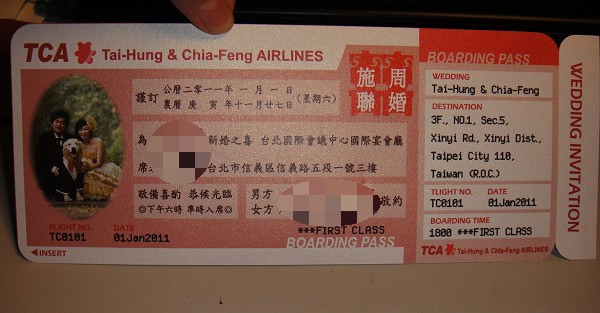 TCA Tai-Hung & Chia-Feng AIRLINES
謹訂
公曆二零一一年一月一日
農曆庚寅年十一月廿七日
(星期六)
施周
聯婚
為 新婚之喜 台北國際會議中心國際宴會廳
席 台北市信義區信義路五段一號三樓
敬備喜酌 恭候光臨
◎下午六時 準時入席◎
男方
女方
敬約
FLIGHT NO. DATE
TC0101 01Jan2011
***FIRST CLASS
BOARDING PASS
◄INSERT
BOARDING PASS
WEDDING
Tai-Hung & Chia-Feng
DESTINATION
3F., NO.1, Sec.5,
Xinyi Rd., Xinyi Dist.,
Taipei City 110,
Taiwan (R.O.C.)
FLIGHT NO. DATE
TC0101 01Jan2011
BOARDING TIME
1800 ***FIRST CLASS
TCA Tai-Hung & Chia-Feng AIRLINES
WEDDING INVITATION